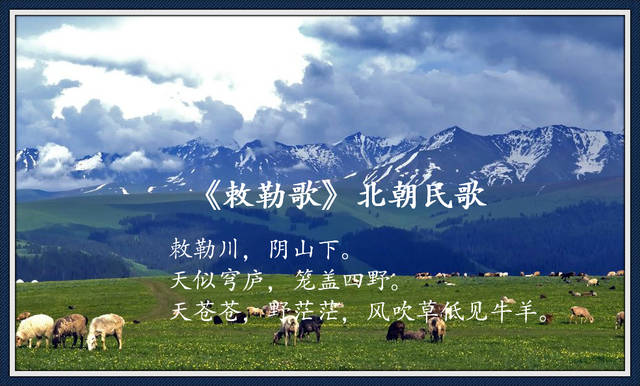 《敕勒歌》北朝民歌
敕勒川，阴山下。
天似穹庐，笼盖四野。
天苍苍，野茫茫，风吹草低见牛羊。